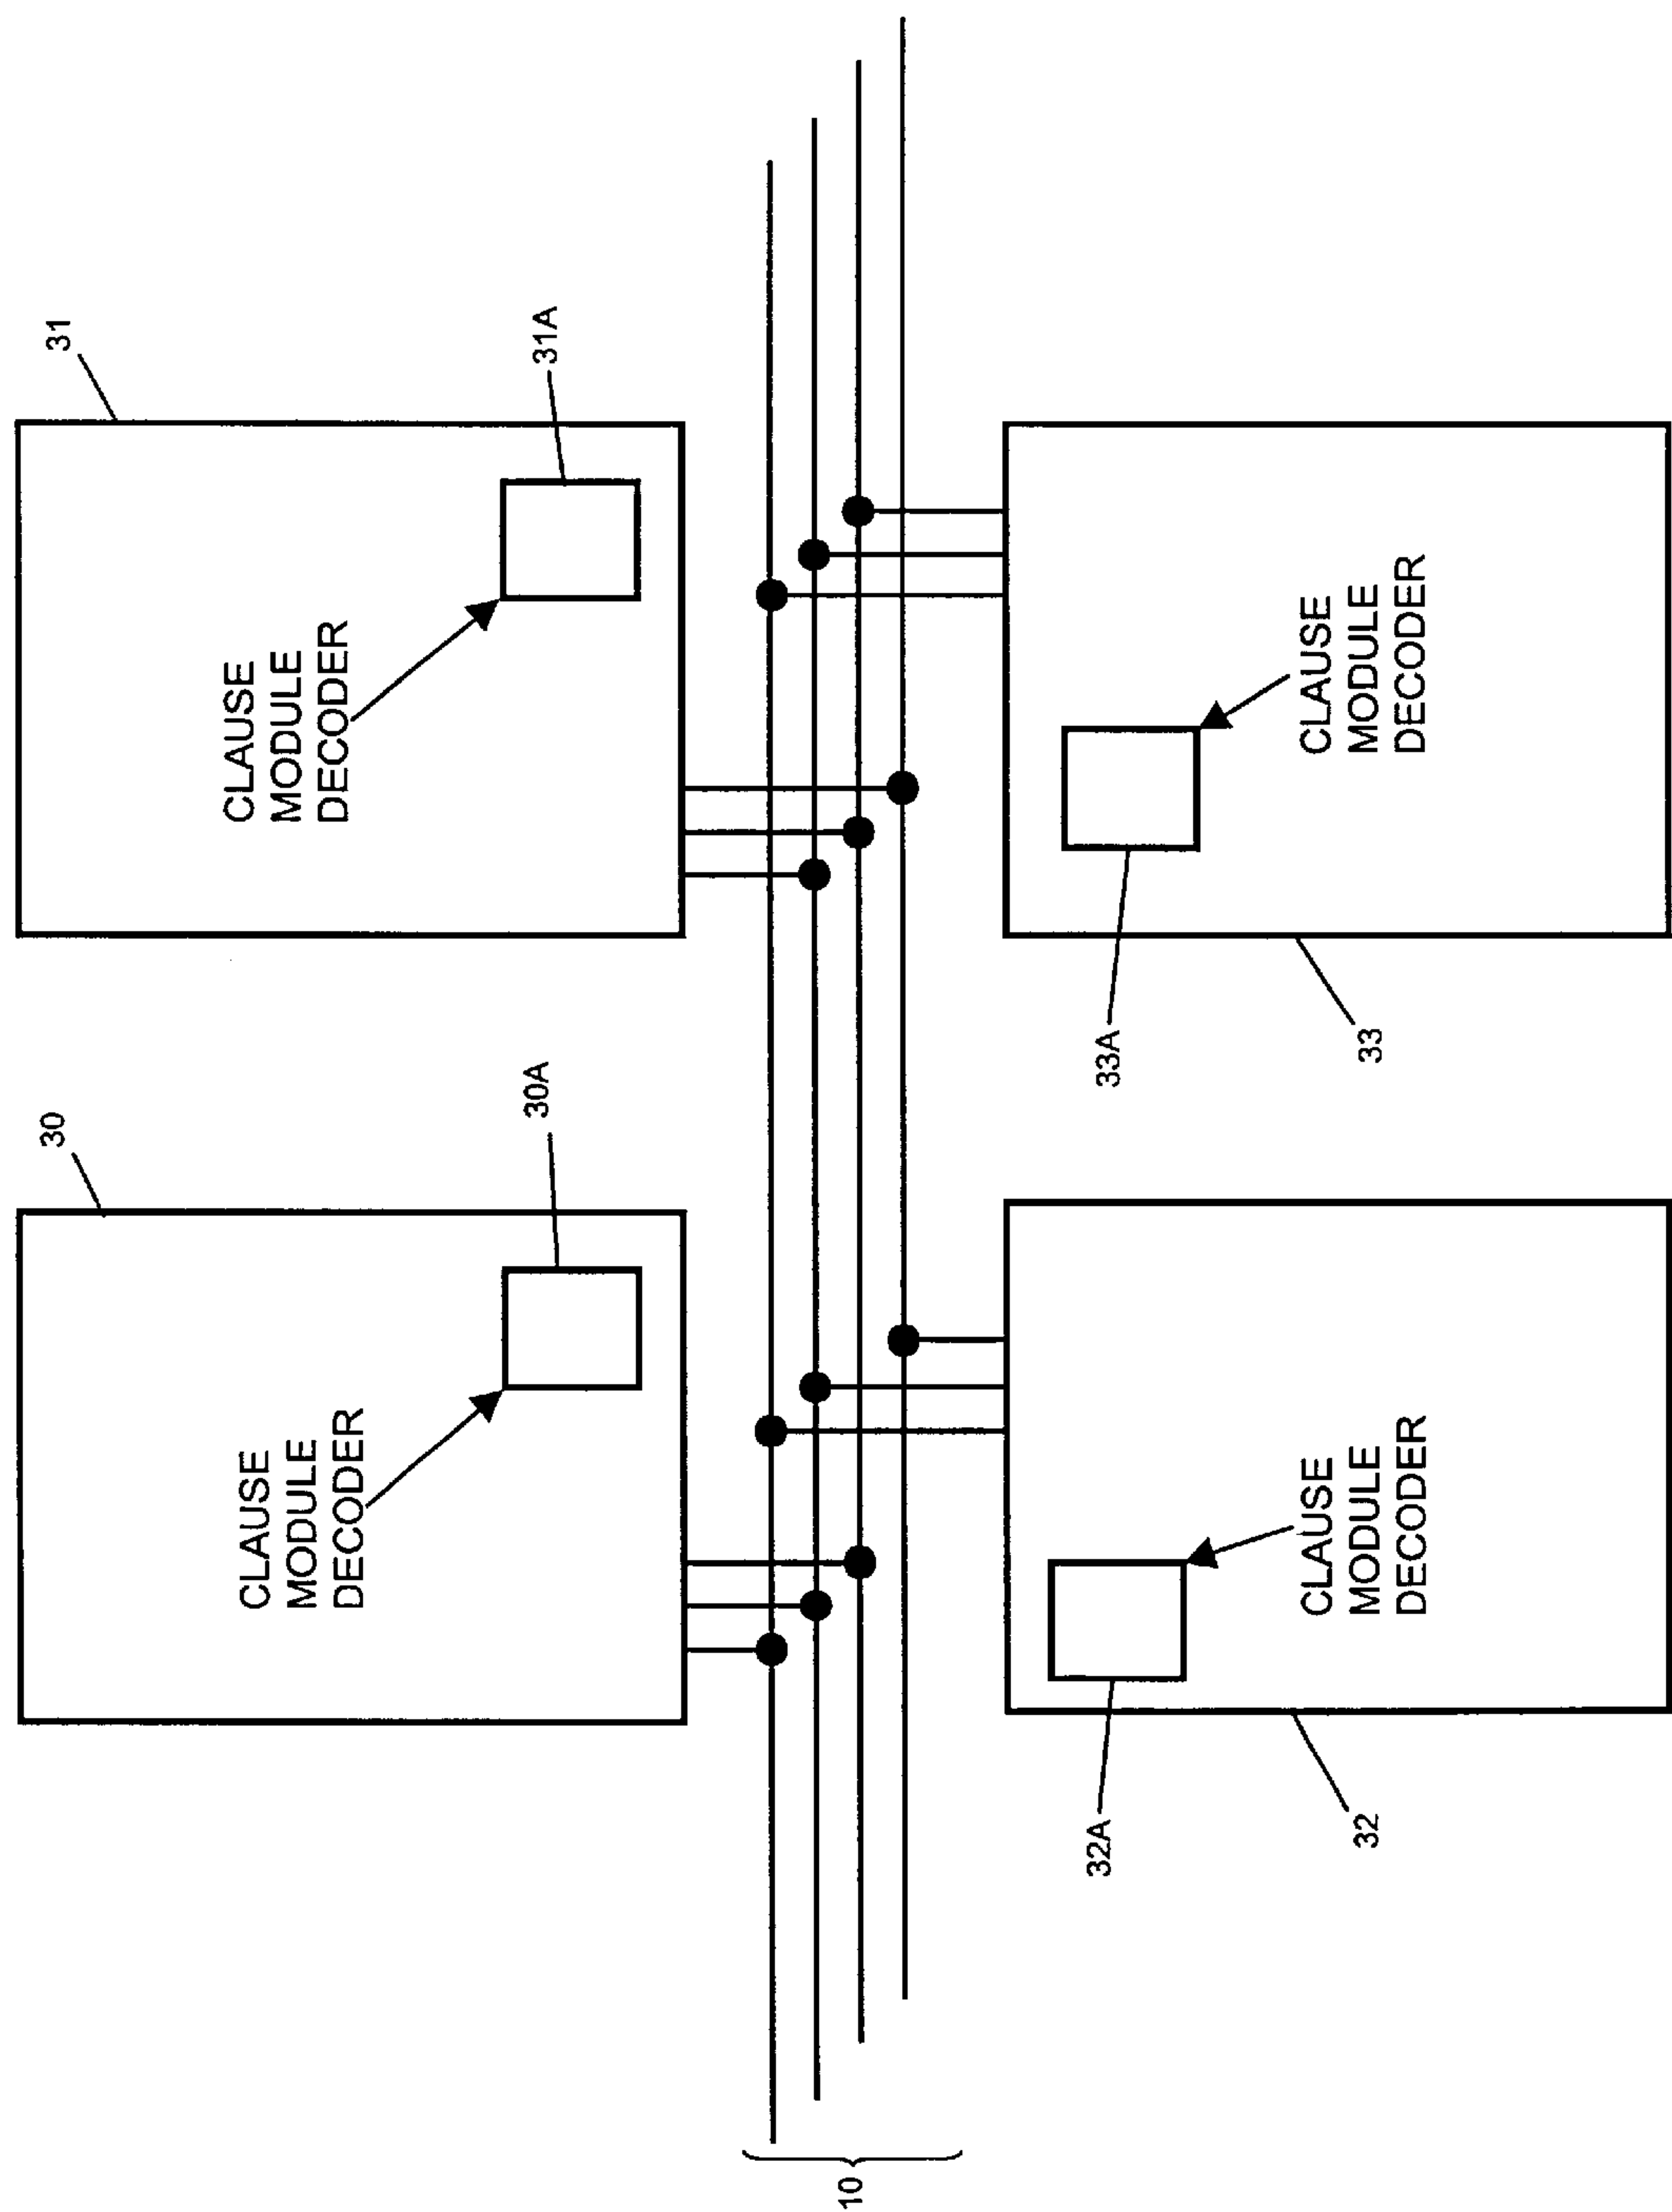 30
CLAUSE
MODULE
DECODER
30A
31
CLAUSE
MODULE
DECODER
31A
10
32A
CLAUSE
MODULE
DECODER
32
33A
CLAUSE
MODULE
DECODER
33